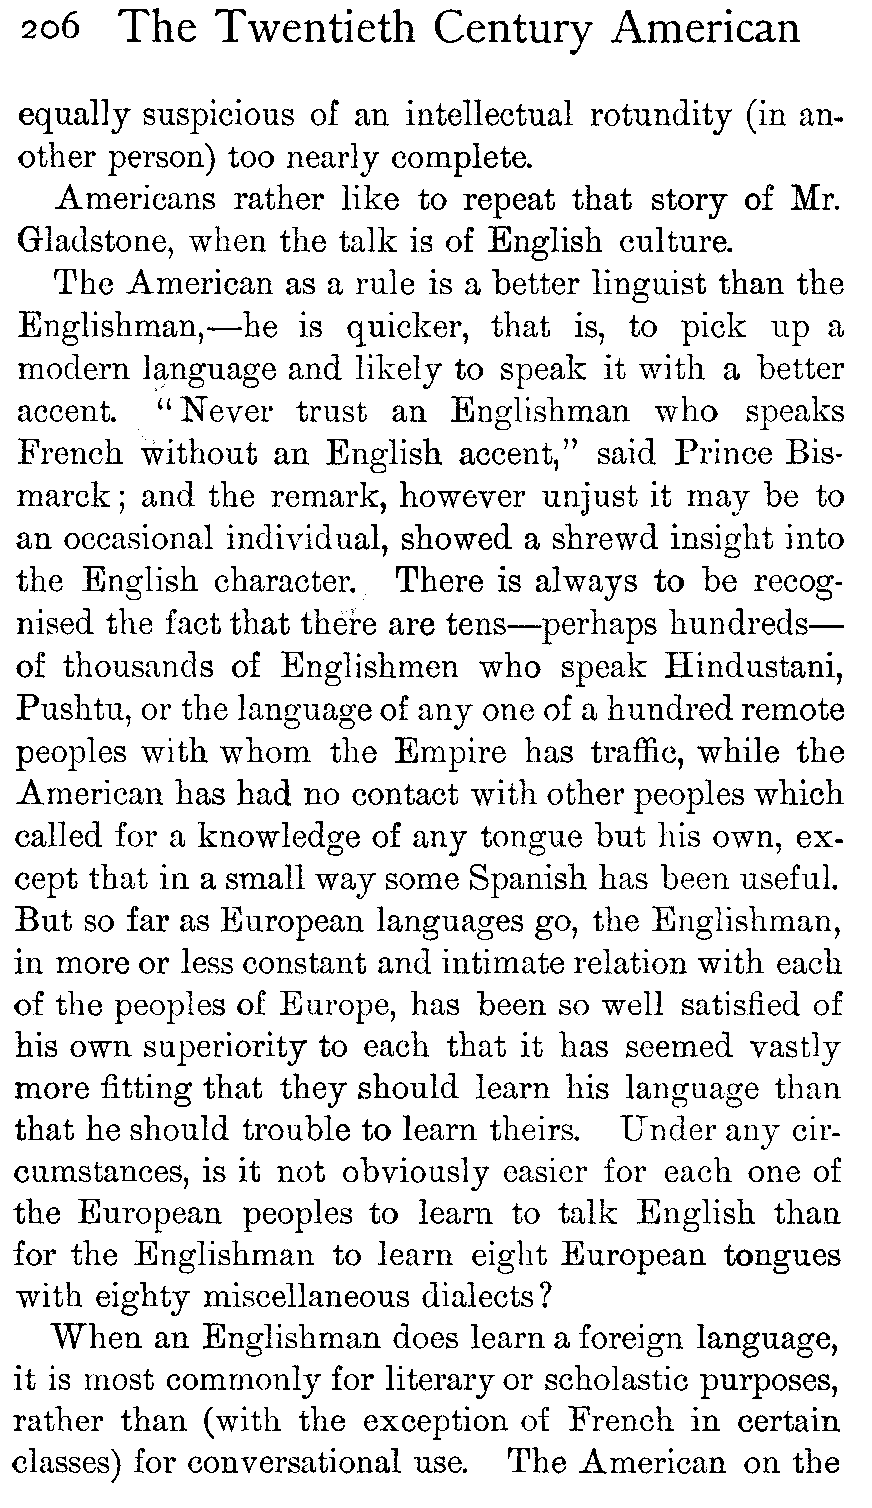 206 The Twentieth Century American
equally suspicious of an intellectual rotundity (in an-
other person) too nearly complete.
Americans rather like to repeat that story of Mr.
Gladstone, when the talk is of English culture.
The American as a rule is a better linguist than the
Englishman,—he is quicker, that is, to pick up a
modern language and likely to speak it with a better
accent. "Never trust an Englishman who speaks
French without an English accent," said Prince Bis-
marck; and the remark, however unjust it may be to
an occasional individual, showed a shrewd insight into
the English character. There is always to be recog-
nised the fact that there are tens—perhaps hundreds—
of thousands of Englishmen who speak Hindustani,
Pushtu, or the language of any one of a hundred remote
peoples with whom the Empire has traffic, while the
American has had no contact with other peoples which
called for a knowledge of any tongue but his own, ex-
cept that in a small way some Spanish has been useful.
But so far as European languages go, the Englishman,
in more or less constant and intimate relation with each
of the peoples of Europe, has been so well satisfied of
his own superiority to each that it has seemed vastly
more fitting that they should learn his language than
that he should trouble to learn theirs. Under any cir-
cumstances, is it not obviously easier for each one of
the European peoples to learn to talk English than
for the Englishman to learn eight European tongues
with eighty miscellaneous dialects?
When an Englishman does learn a foreign language,
it is most commonly for literary or scholastic purposes,
rather than (with the exception of French in certain
classes) for conversational use. The American on the